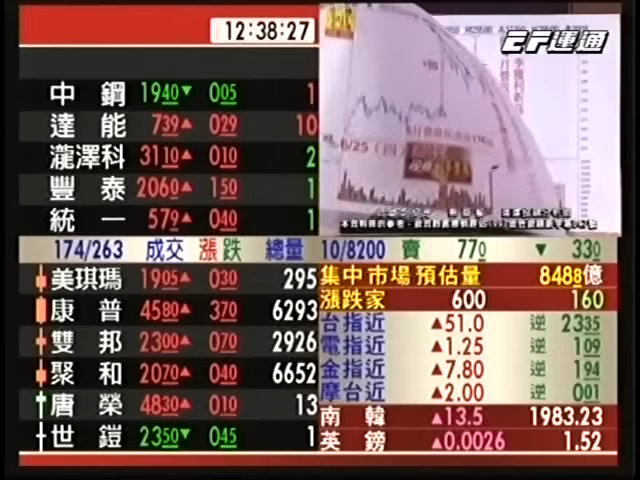 12:38:27
EF運通
中鋼 1940▼ 005 1
達能 739▲ 029 10
瀧澤科 3110▲ 010 2
豐泰 2060▲ 150 1
統一 579▲ 040 1
6/25(四)
174/263 成交 漲跌 總量
10/8200 賣 770 ▼ 330
美琪瑪 1905▲ 030 295
康普 4580▲ 370 6293
雙邦 2300▲ 070 2926
聚和 2070▲ 040 6652
唐榮 4830▲ 010 13
世鎧 2350▼ 045 1
集中市場預估量 8488億
漲跌家 600 160
台指近 ▲51.0 逆 2335
電指近 ▲1.25 逆 109
金指近 ▲7.80 逆 194
摩台近 ▲2.00 逆 001
南韓 ▲13.5 1983.23
英鎊 ▲0.0026 1.52